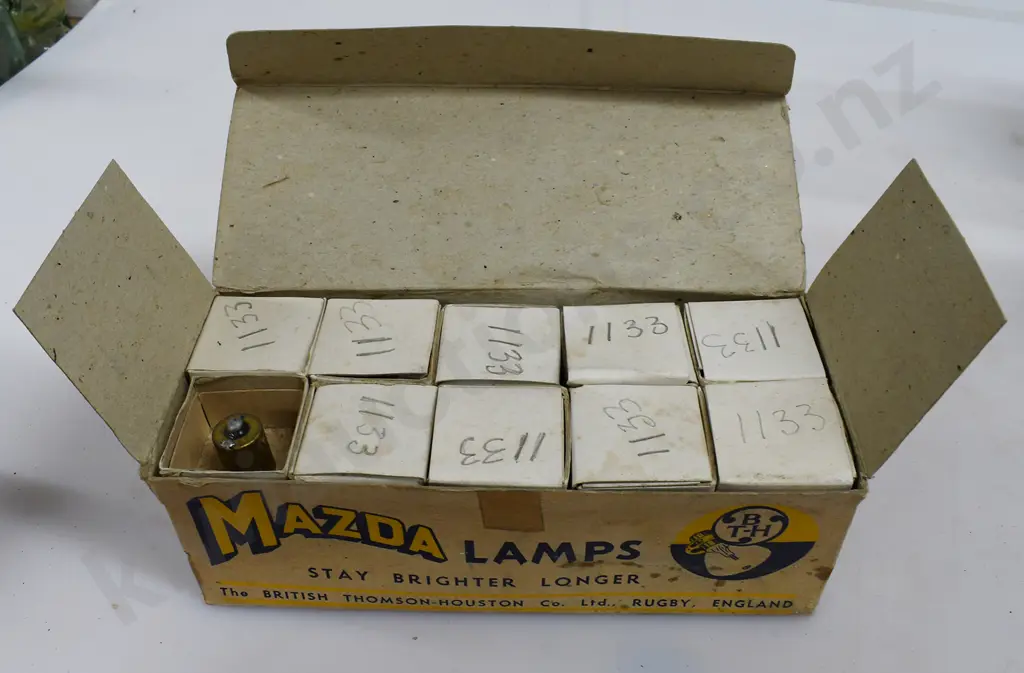 1133
1133
1133
1133
1133
1133
1133
1133
1133
MAZDA LAMPS
B
T-H
STAY BRIGHTER LONGER
The BRITISH THOMSON-HOUSTON Co. Ltd., RUGBY, ENGLAND